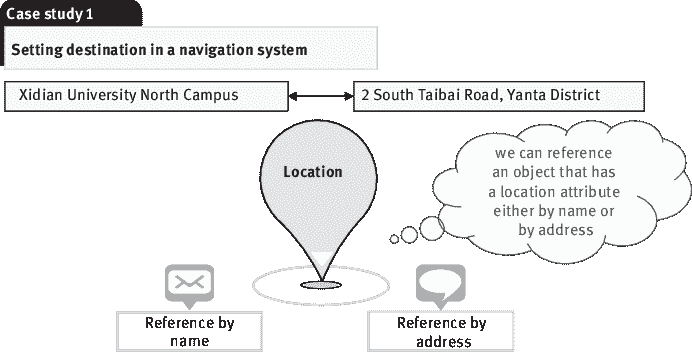 Case study 1
Setting destination in a navigation system
Xidian University North Campus
2 South Taibai Road, Yanta District
Location
we can reference
an object that has
a location attribute
either by name or
by address
Reference by
name
Reference by
address